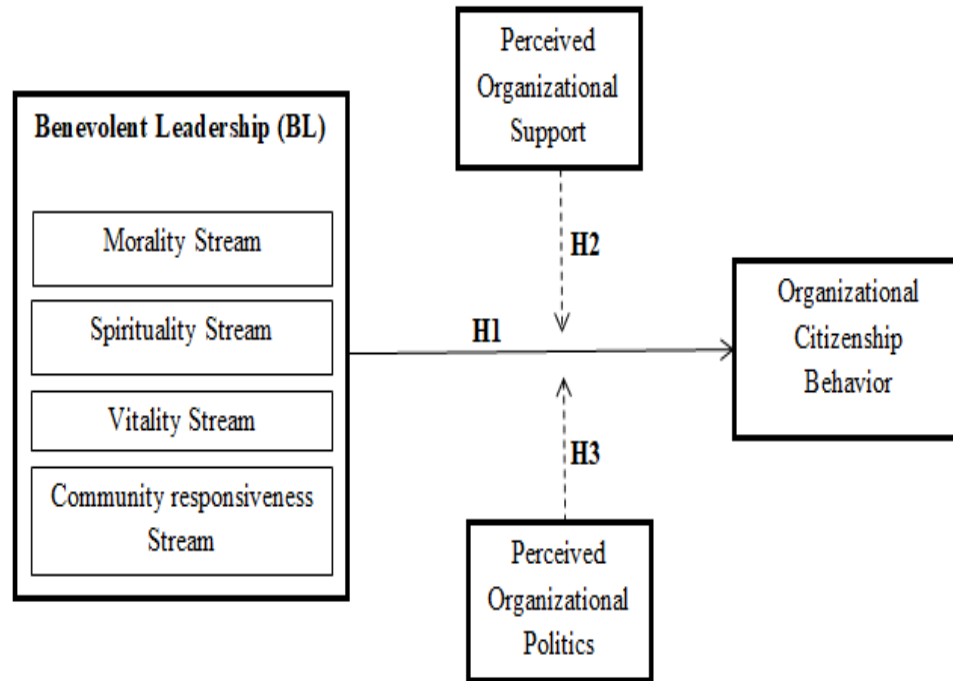 Benevolent Leadership (BL)
Morality Stream
Spirituality Stream
Vitality Stream
Community responsiveness
Stream
Perceived
Organizational
Support
H2
H1
H3
Perceived
Organizational
Politics
Organizational
Citizenship
Behavior